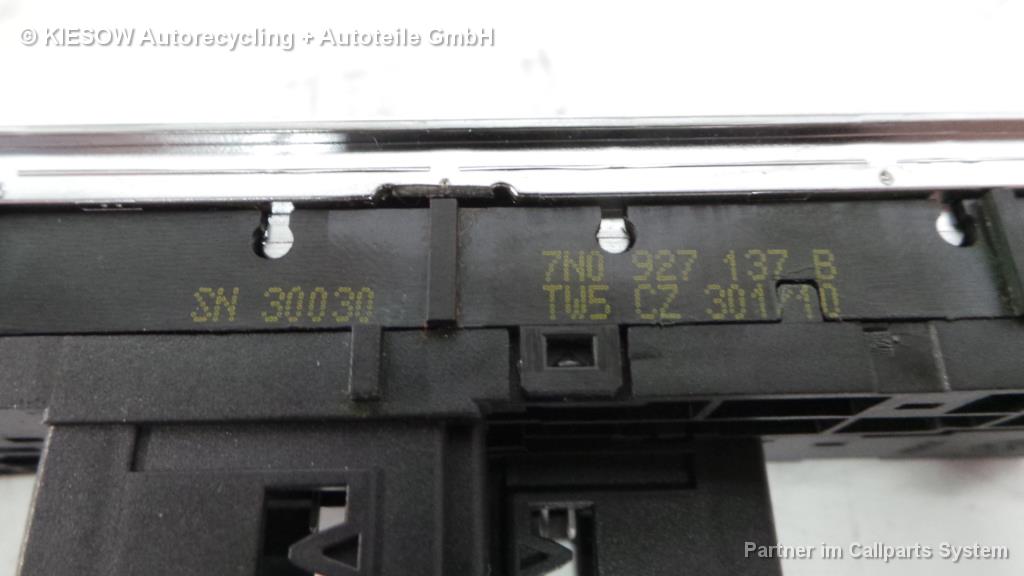 © KIESOW Autorecycling + Autoteile GmbH
7N0 927 137 B
SN 30030 TW5 CZ 301/10
Partner im Callparts System